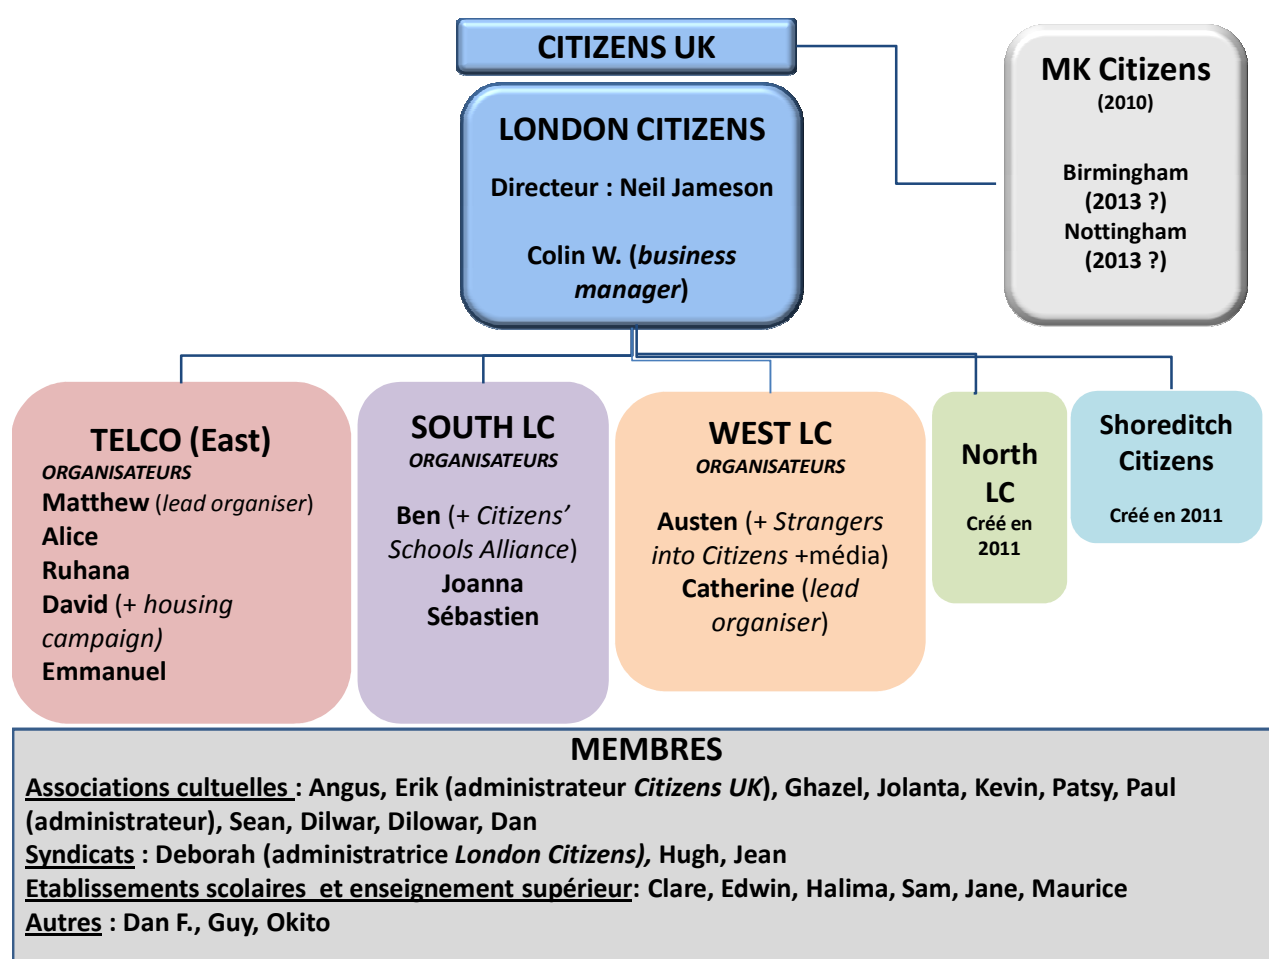 CITIZENS UK
LONDON CITIZENS
Directeur : Neil Jameson
Colin W. (business
manager)
MK Citizens
(2010)
Birmingham
(2013 ?)
Nottingham
(2013 ?)
TELCO (East)
ORGANISATEURS
Matthew (lead organiser)
Alice
Ruhana
David (+ housing
campaign)
Emmanuel
SOUTH LC
ORGANISATEURS
Ben (+ Citizens’
Schools Alliance)
Joanna
Sébastien
WEST LC
ORGANISATEURS
Austen (+ Strangers
into Citizens +média)
Catherine (lead
organiser)
North
LC
Créé en
2011
Shoreditch
Citizens
Créé en 2011
MEMBRES
Associations cultuelles : Angus, Erik (administrateur Citizens UK), Ghazel, Jolanta, Kevin, Patsy, Paul
(administrateur), Sean, Dilwar, Dilowar, Dan
Syndicats : Deborah (administratrice London Citizens), Hugh, Jean
Etablissements scolaires et enseignement supérieur: Clare, Edwin, Halima, Sam, Jane, Maurice
Autres : Dan F., Guy, Okito